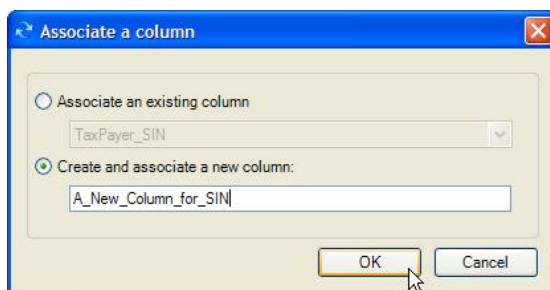 Associate a column
Associate an existing column
TaxPayer_SIN
Create and associate a new column:
A_New_Column_for_SIN
OK Cancel